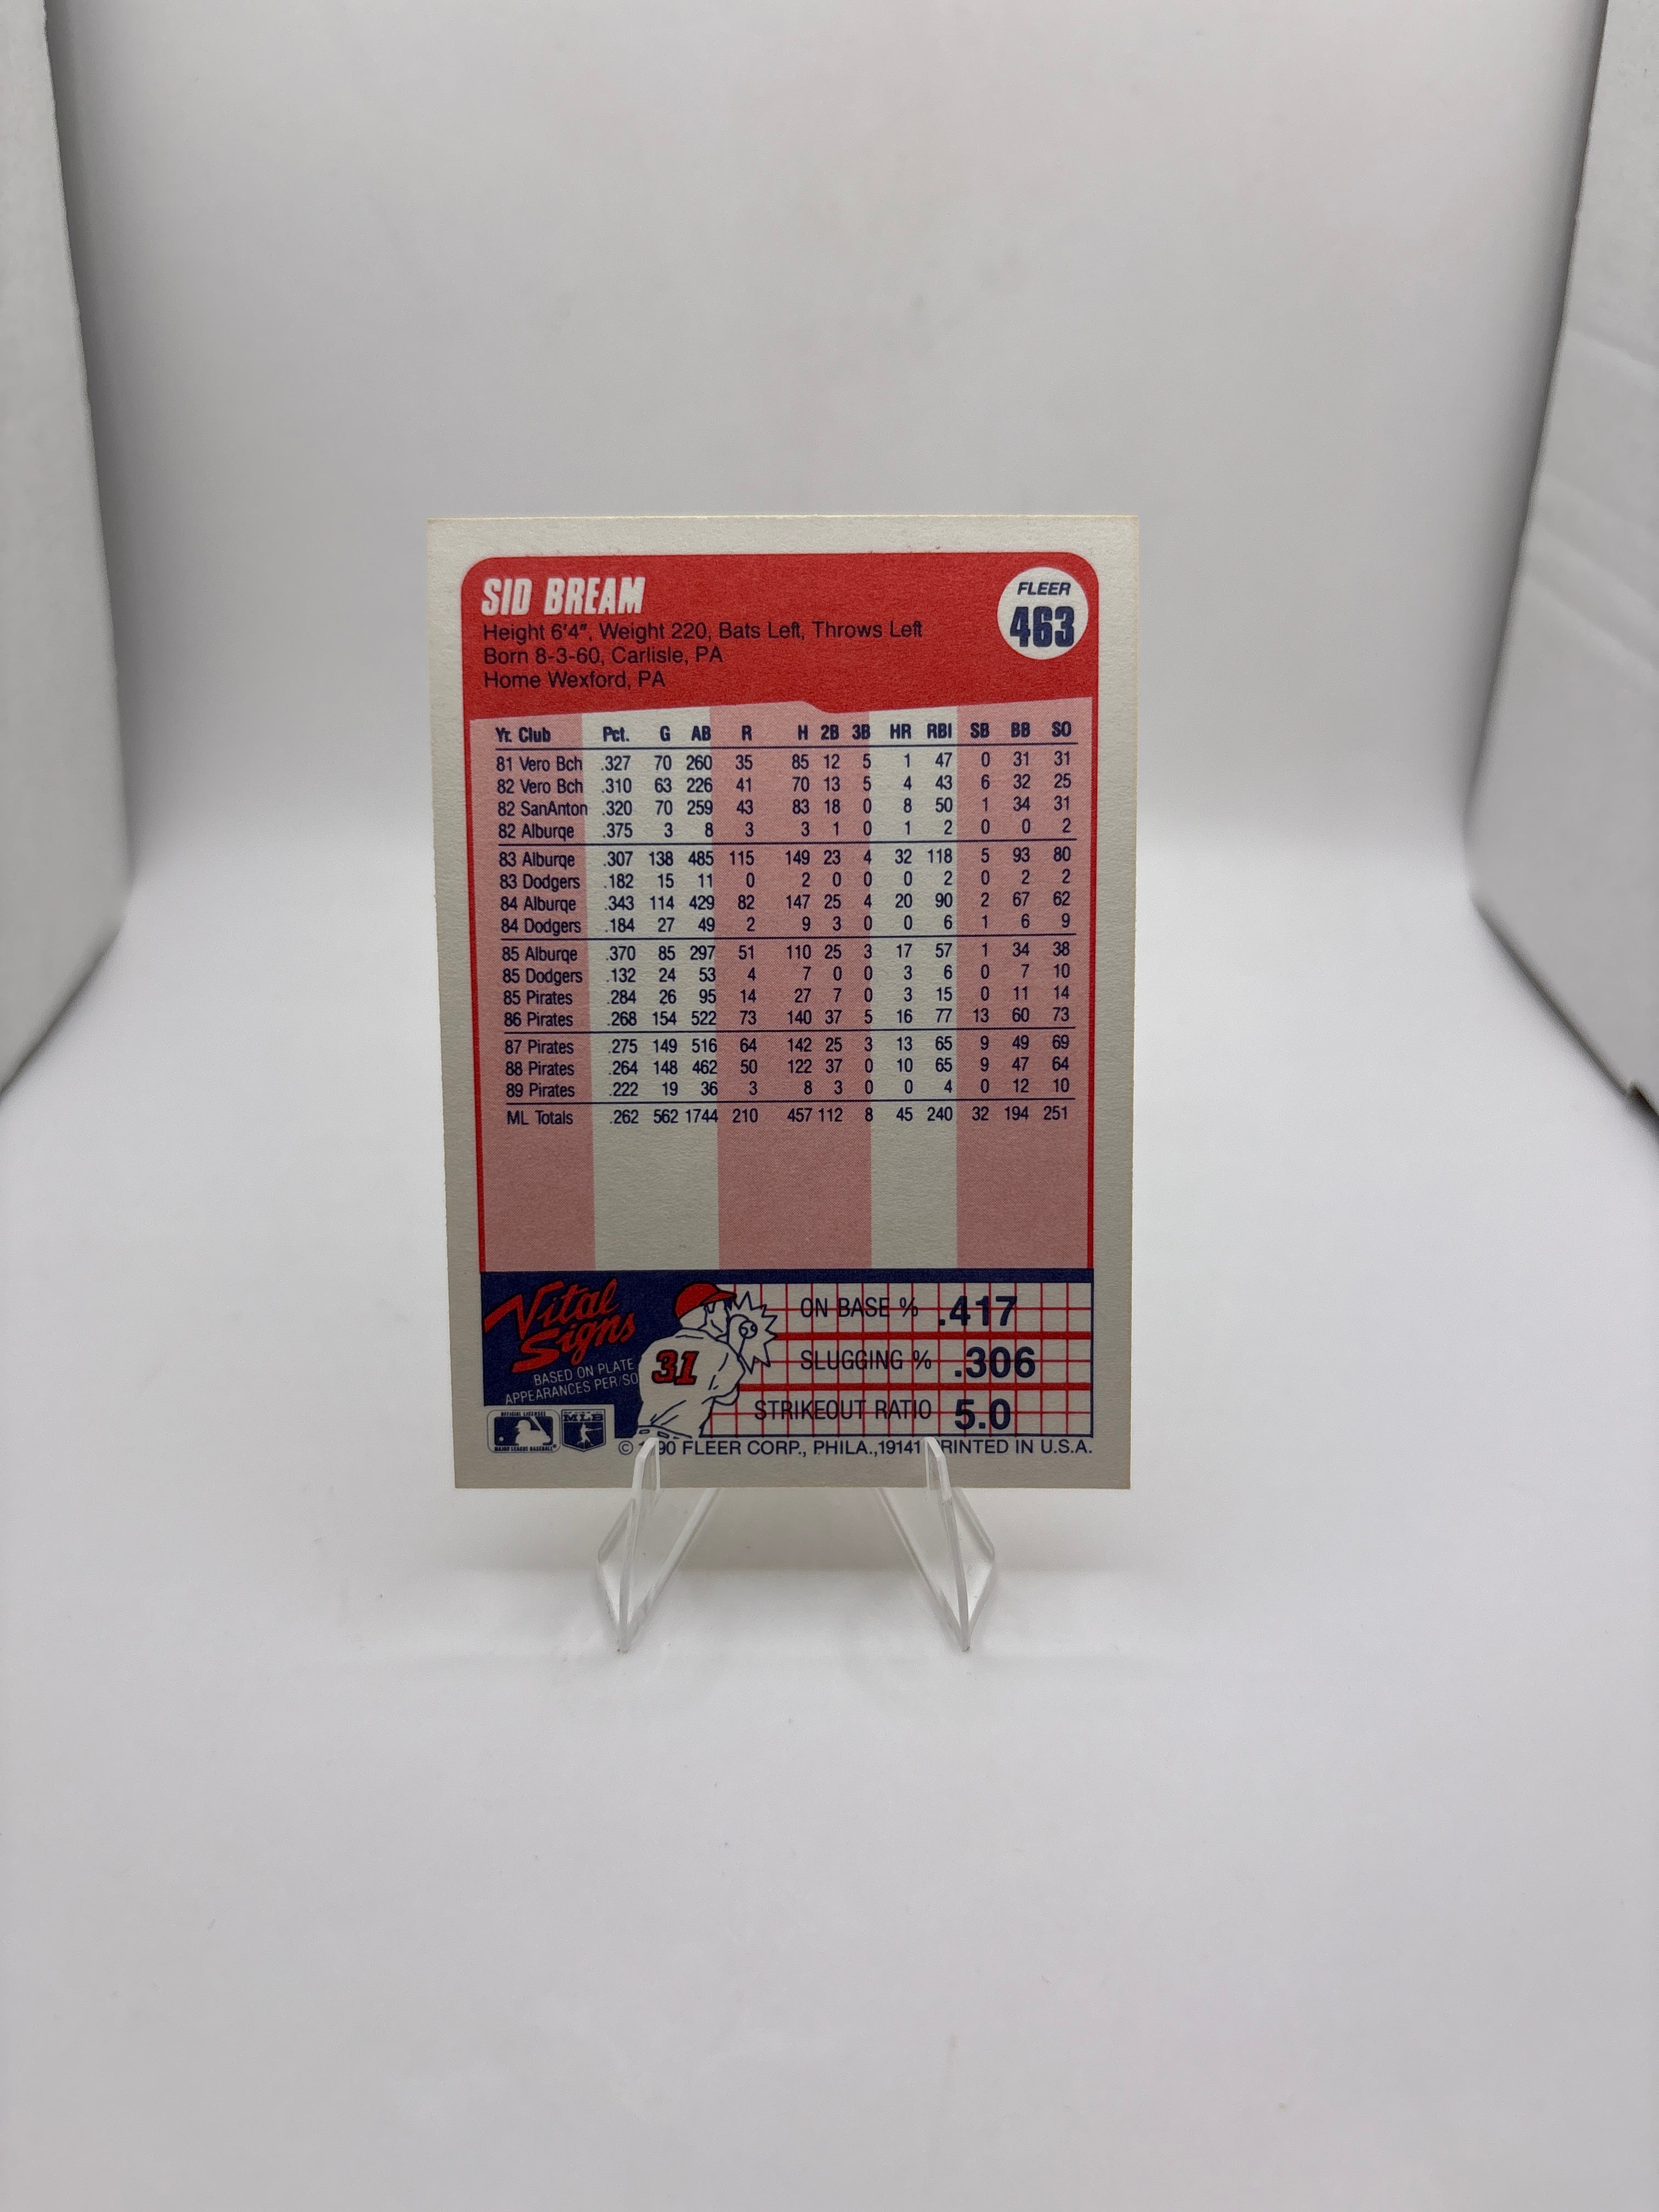 SID BREAM
FLEER
463
Height 6'4", Weight 220, Bats Left, Throws Left
Born 8-3-60, Carlisle, PA
Home Wexford, PA
Yr. Club Pct. G AB R H 2B 3B HR RBI SB BB SO
81 Vero Bch .327 70 260 35 85 12 5 1 47 0 31 31
82 Vero Bch .310 63 226 41 70 13 5 4 43 6 32 25
82 SanAnton .320 70 259 43 83 18 0 8 50 1 34 31
82 Alburqe .375 3 8 3 3 1 0 1 2 0 0 2
83 Alburqe .307 138 485 115 149 23 4 32 118 5 93 80
83 Dodgers .182 15 11 0 2 0 0 0 2 0 2 2
84 Alburqe .343 114 429 82 147 25 4 20 90 2 67 62
84 Dodgers .184 27 49 2 9 3 0 0 6 1 6 9
85 Alburqe .370 85 297 51 110 25 3 17 57 1 34 38
85 Dodgers .132 24 53 4 7 0 0 3 6 0 7 10
85 Pirates .284 26 95 14 27 7 0 3 15 0 11 14
86 Pirates .268 154 522 73 140 37 5 16 77 13 60 73
87 Pirates .275 149 516 64 142 25 3 13 65 9 49 69
88 Pirates .264 148 462 50 122 37 0 10 65 9 47 64
89 Pirates .222 19 36 3 8 3 0 0 4 0 12 10
ML Totals .262 562 1744 210 457 112 8 45 240 32 194 251
Vital
Signs
BASED ON PLATE
APPEARANCES PER/SO
31
ON BASE % .417
SLUGGING % .306
STRIKEOUT RATIO 5.0
MLB
© 90 FLEER CORP., PHILA.,19141 RINTED IN U.S.A.